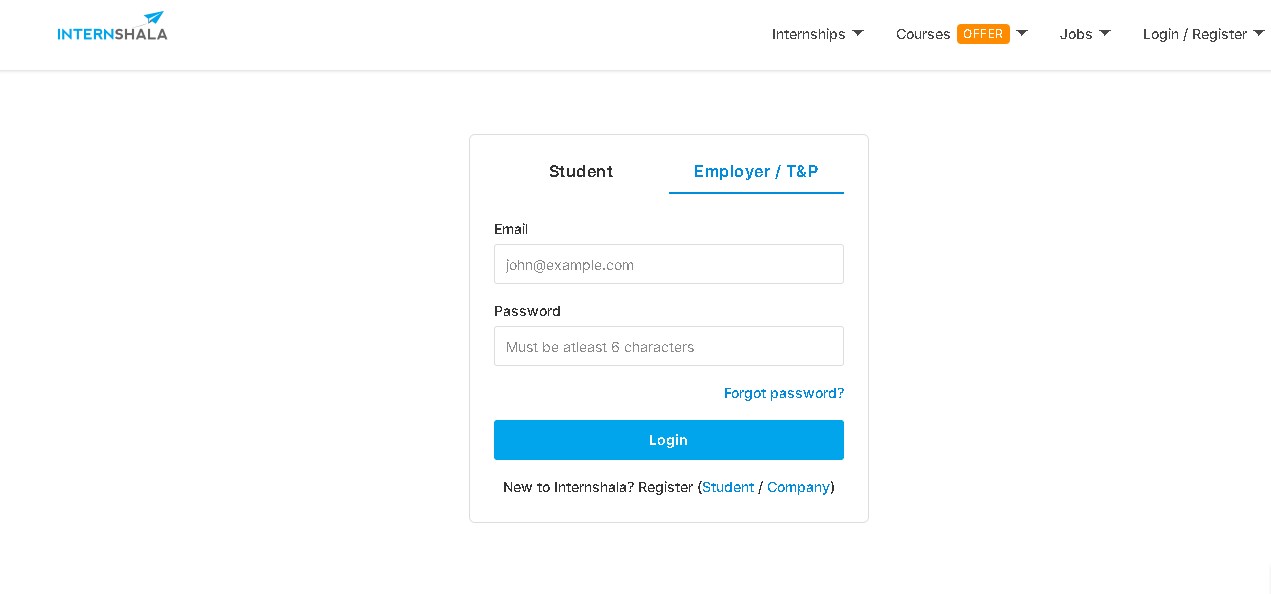 INTERNSHALA
Internships Courses OFFER Jobs Login / Register
Student Employer / T&P
Email
john@example.com
Password
Must be atleast 6 characters
Forgot password?
Login
New to Internshala? Register (Student / Company)